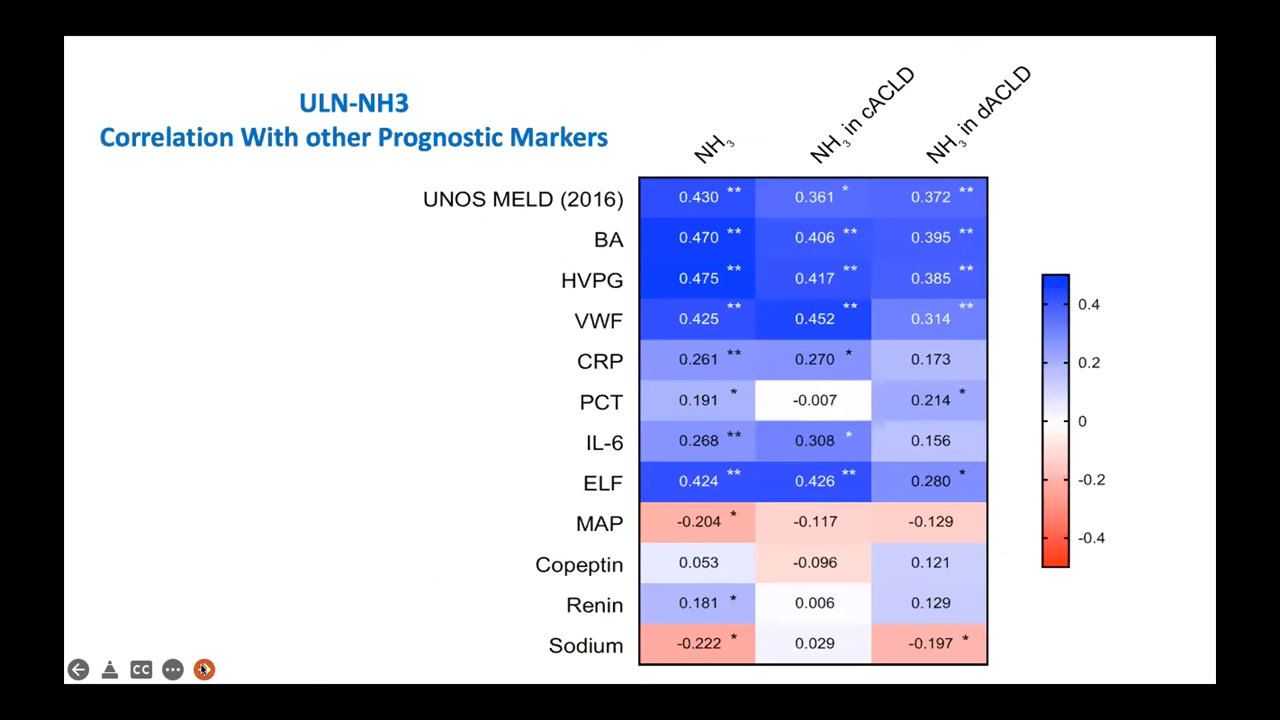 ULN-NH3
Correlation With other Prognostic Markers
NH3 NH3 in cACLD NH3 in dACLD
UNOS MELD (2016) 0.430 ** 0.361 * 0.372 **
BA 0.470 ** 0.406 ** 0.395 **
HVPG 0.475 ** 0.417 ** 0.385 **
VWF 0.425 ** 0.452 ** 0.314 **
CRP 0.261 ** 0.270 * 0.173
PCT 0.191 * -0.007 0.214 *
IL-6 0.268 ** 0.308 * 0.156
ELF 0.424 ** 0.426 ** 0.280 *
MAP -0.204 * -0.117 -0.129
Copeptin 0.053 -0.096 0.121
Renin 0.181 * 0.006 0.129
Sodium -0.222 * 0.029 -0.197 *
0.4
0.2
0
-0.2
-0.4
CC